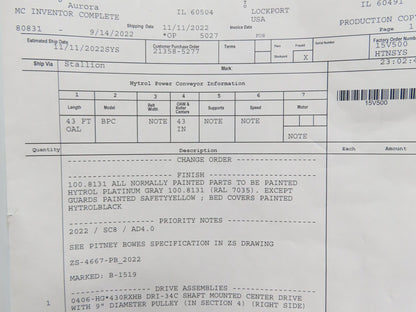 Aurora IL 60504 LOCKPORT IL 60491
MC INVENTOR COMPLETE USA PRODUCTION COP
Shipping Date 11/11/2022 Invoice Date Page 1
80831 - 9/14/2022 *OP 5027 FOB
Estimated Ship Customer Purchase Order Terms Prepaid Serial Number Factory Order Number
11/11/2022SYS 21358-5277 X 15V500
HTNSYS
Ship Via Stallion Mark 23:02:4
Hytrol Power Conveyor Information
1 2 3 4 5 6 7
Length Model Belt Width OAW & Roller Centers Supports Speed Motor
43 FT BPC NOTE 43 NOTE NOTE
OAL IN
NOTE
15V500
Quantity Description Each Amount
CHANGE ORDER
FINISH
100.8131 ALL NORMALLY PAINTED PARTS TO BE PAINTED
HYTROL PLATINUM GRAY 100.8131 (RAL 7035). EXCEPT
GUARDS PAINTED SAFETYYELLOW ; BED COVERS PAINTED
HYTROLBLACK
PRIORITY NOTES
2022 / SC8 / AD4.0
SEE PITNEY BOWES SPECIFICATION IN ZS DRAWING
ZS-4667-PB_2022
MARKED: B-1519
DRIVE ASSEMBLIES
1 0406-HG*430RXHB DRI-34C SHAFT MOUNTED CENTER DRIVE
WITH 9" DIAMETER PULLEY (IN SECTION 4) (RIGHT SIDE)